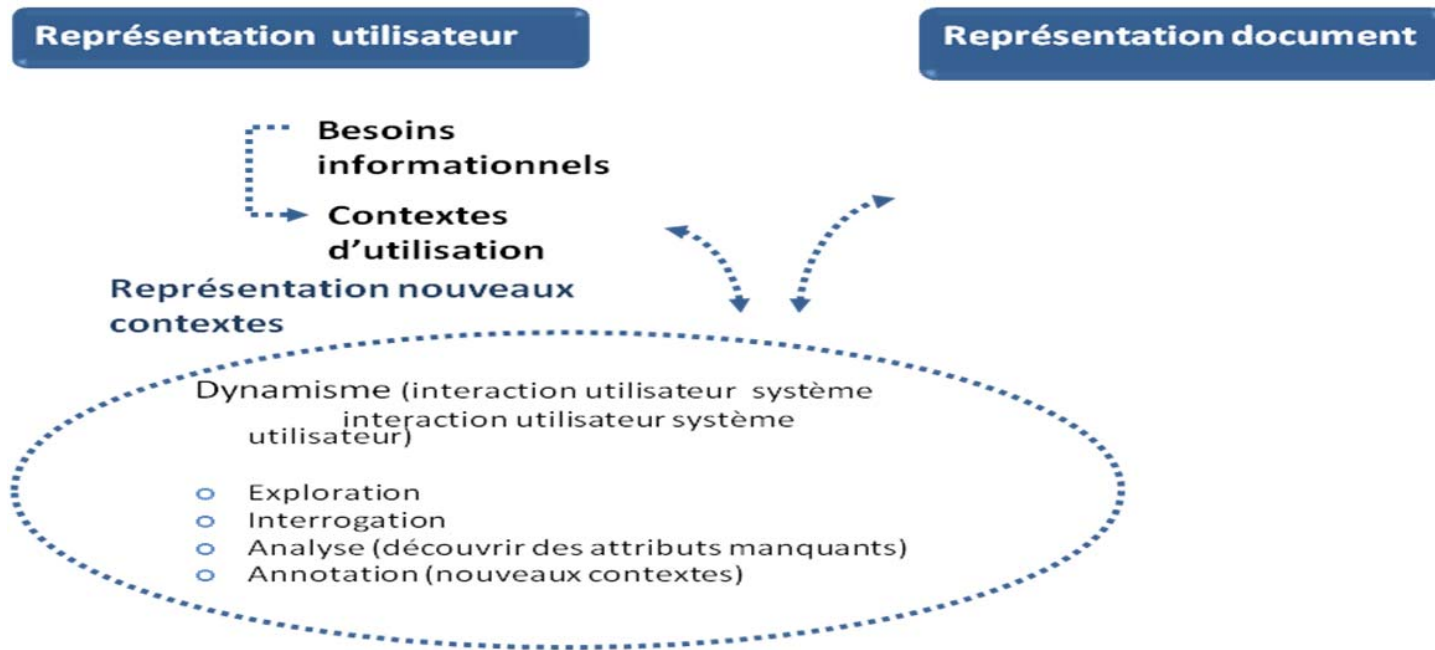 Représentation utilisateur
Représentation document
Besoins
informationnels
Contextes
d’utilisation
Représentation nouveaux
contextes
Dynamisme (interaction utilisateur système
interaction utilisateur système
utilisateur)
o Exploration
o Interrogation
o Analyse (découvrir des attributs manquants)
o Annotation (nouveaux contextes)